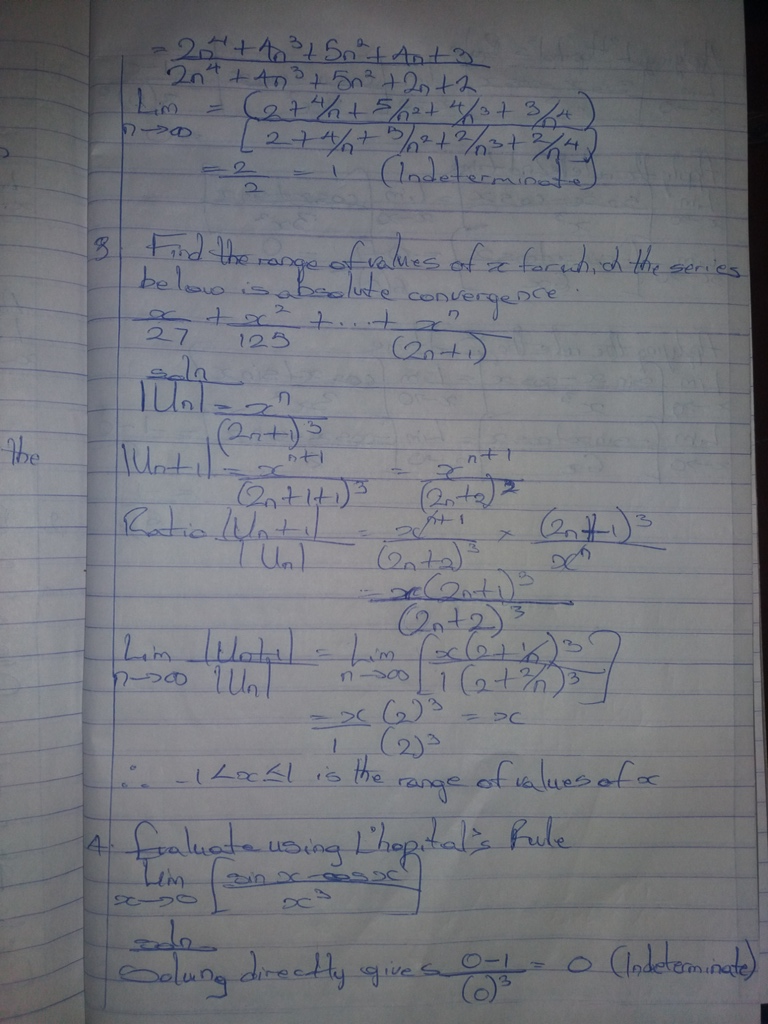 = 2n⁴ + 4n³ + 5n² + 4n + 3
2n⁴ + 4n³ + 5n² + 2n + 2
Lim n→∞ = (2 + 4/n + 5/n² + 4/n³ + 3/n⁴)
[2 + 4/n + 5/n² + 2/n³ + 2/n⁴]
= 2/2 = 1 (Indeterminate)
3 Find the range of values of x for which the series
below is absolute convergence.
x/27 + x²/125 + ... + xⁿ/(2n+1)
soln
|Un| = xⁿ/(2n+1)³
the
|Un+1| = xⁿ⁺¹/(2n+1+1)³ = xⁿ⁺¹/(2n+2)³
Ratio |Un+1|/|Un| = xⁿ⁺¹/(2n+2)³ × (2n+1)³/xⁿ
= x(2n+1)³/(2n+2)³
Lim n→∞ |Un+1|/|Un| = Lim n→∞ [x(2+1/n)³/1(2+2/n)³]
= x/1 (2)³/(2)³ = x
∴ -1<x≤1 is the range of values of x
4. Evaluate using L'hopital's Rule
Lim x→0 [sin x - cos x/x³]
soln
Solving directly gives 0-1/(0)³ = 0 (Indeterminate)